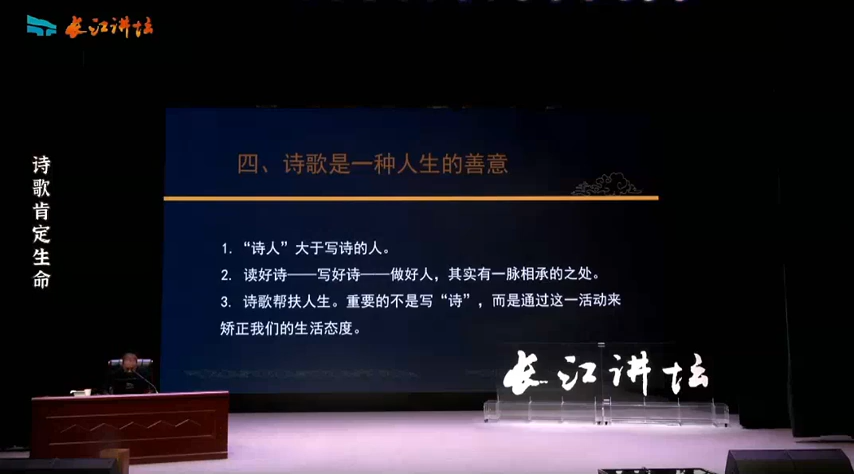 长江讲坛
诗歌肯定生命
四、诗歌是一种人生的善意
1. “诗人”大于写诗的人。
2. 读好诗——写好诗——做好人，其实有一脉相承的之处。
3. 诗歌帮扶人生。重要的不是写“诗”，而是通过这一活动来
矫正我们的生活态度。
长江讲坛